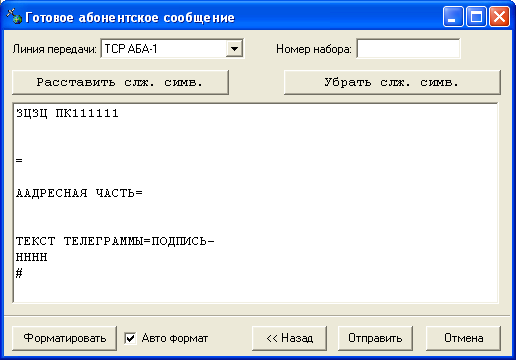 Готовое абонентское сообщение
Линия передачи: TCP АБА-1 Номер набора:
Расставить слж. симв. Убрать слж. симв.
ЗЦЗЦ ПК111111
=
ААДРЕСНАЯ ЧАСТЬ=
ТЕКСТ ТЕЛЕГРАММЫ=ПОДПИСЬ-
НННН
#
Форматировать Авто формат << Назад Отправить Отмена